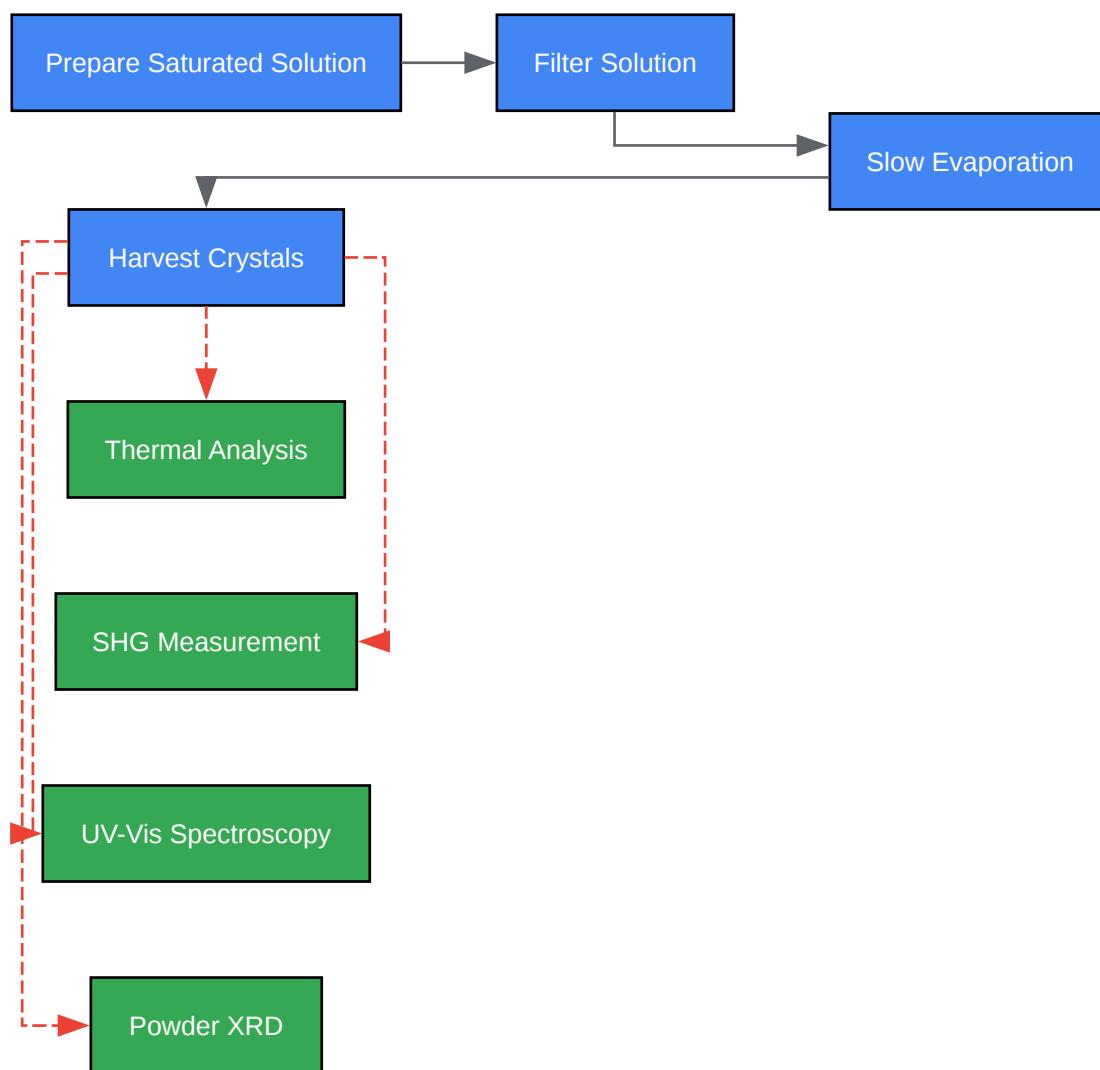 Prepare Saturated Solution
Filter Solution
Slow Evaporation
Harvest Crystals
Thermal Analysis
SHG Measurement
UV-Vis Spectroscopy
Powder XRD